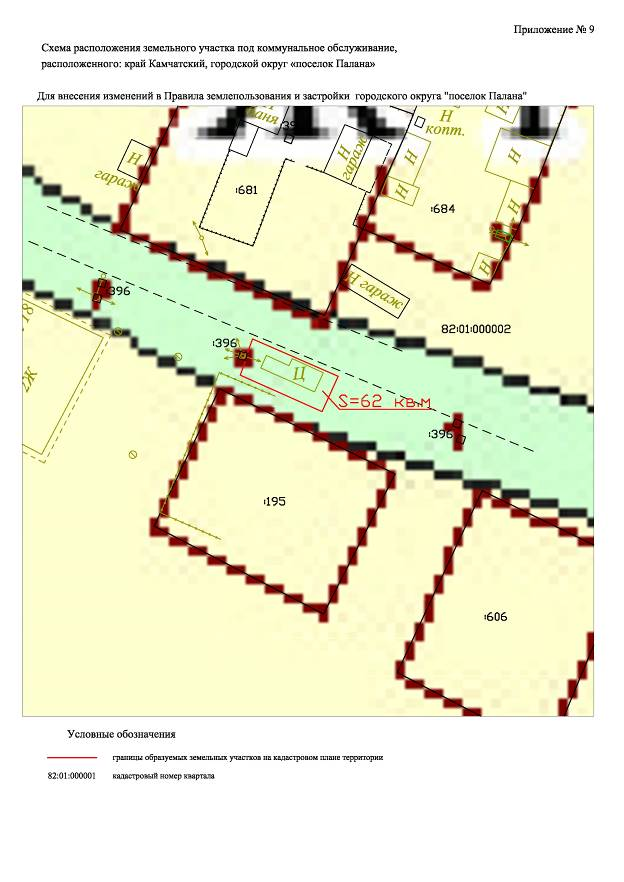 Приложение № 9
Схема расположения земельного участка под коммунальное обслуживание,
расположенного: край Камчатский, городской округ «поселок Палана»
Для внесения изменений в Правила землепользования и застройки городского округа "поселок Палана"
Н
Н
копт.
Н
гараж
Н
Н
Н
гараж
:681
Н
:684
Н
Н
Н гараж
:396
82:01:000002
:396
Ц
S=62 кв.м
:396
:195
:606
Условные обозначения
границы образуемых земельных участков на кадастровом плане территории
82:01:000001 кадастровый номер квартала